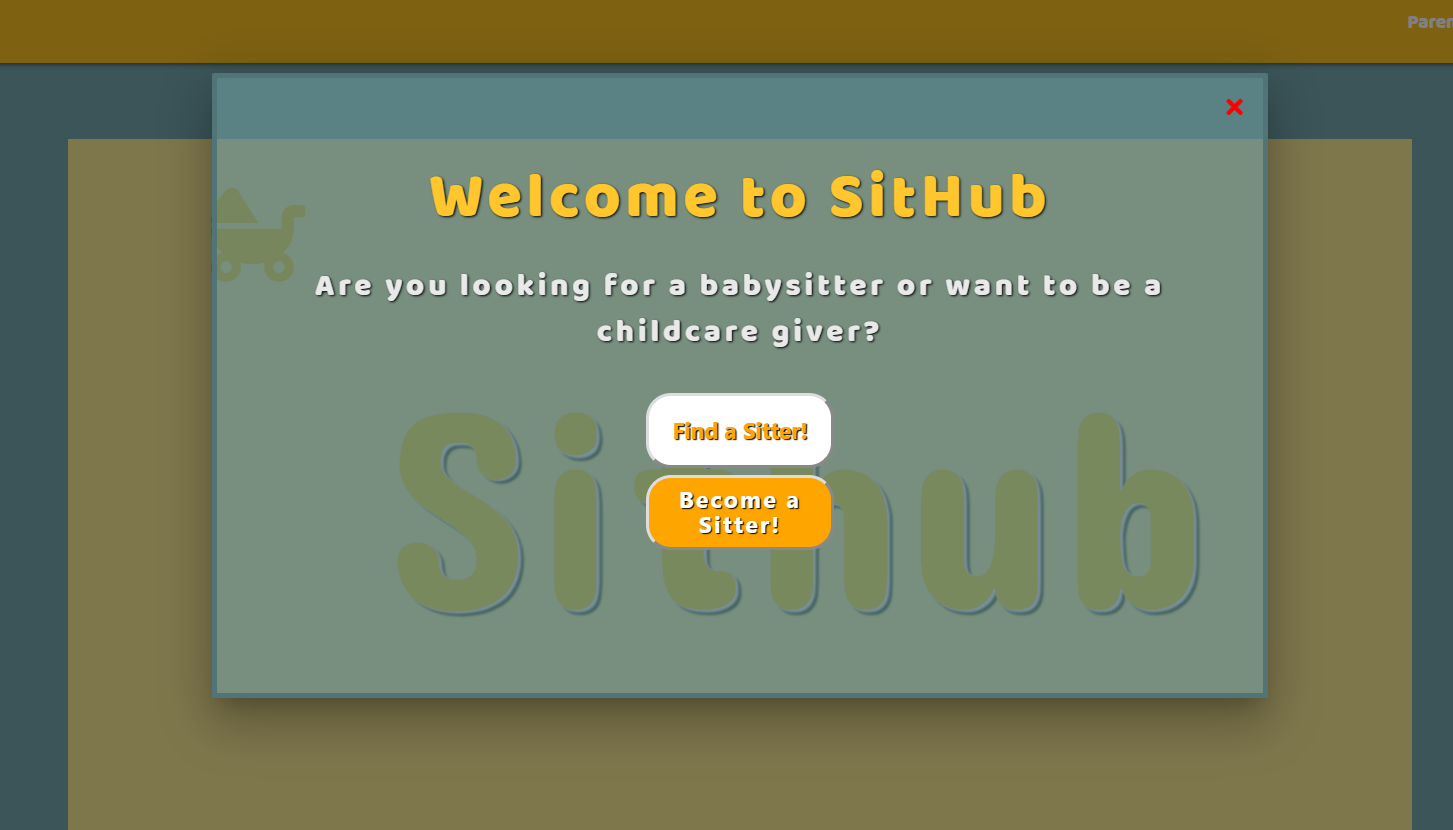 Paren
Welcome to SitHub
Are you looking for a babysitter or want to be a
childcare giver?
Find a Sitter!
Become a
Sitter!
Sithub